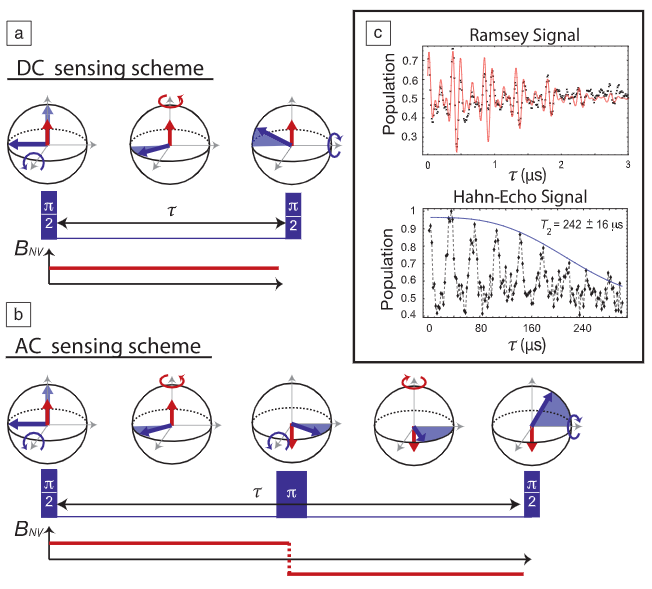 a
DC sensing scheme
π
2
τ
π
2
B_NV
b
AC sensing scheme
π
2
τ
π
π
2
B_NV
c
Ramsey Signal
Population
0.7
0.6
0.5
0.4
0.3
0
1
2
3
τ (µs)
Hahn-Echo Signal
Population
1
0.9
0.8
0.7
0.6
0.5
0.4
T₂ = 242 ± 16 µs
0
80
160
240
τ (µs)